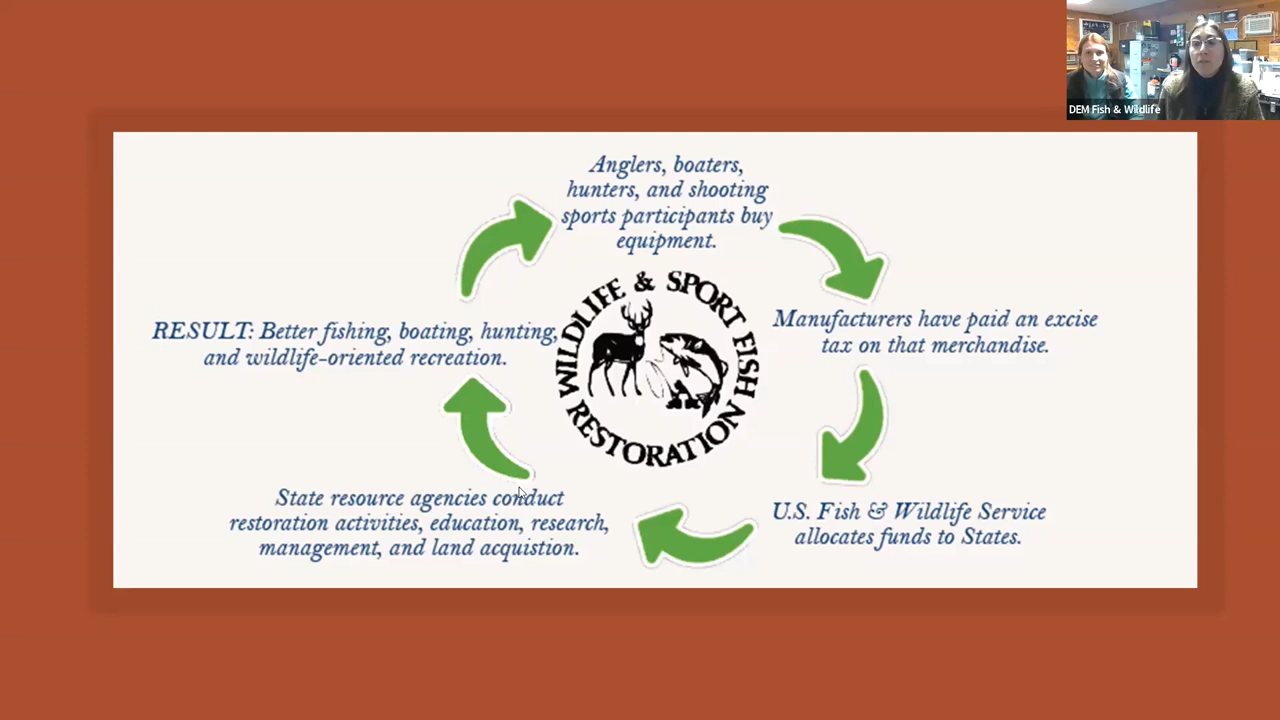 DEM Fish & Wildlife
Anglers, boaters,
hunters, and shooting
sports participants buy
equipment.
Manufacturers have paid an excise
tax on that merchandise.
U.S. Fish & Wildlife Service
allocates funds to States.
State resource agencies conduct
restoration activities, education, research,
management, and land acquistion.
RESULT: Better fishing, boating, hunting,
and wildlife-oriented recreation.
WILDLIFE & SPORT FISH
RESTORATION